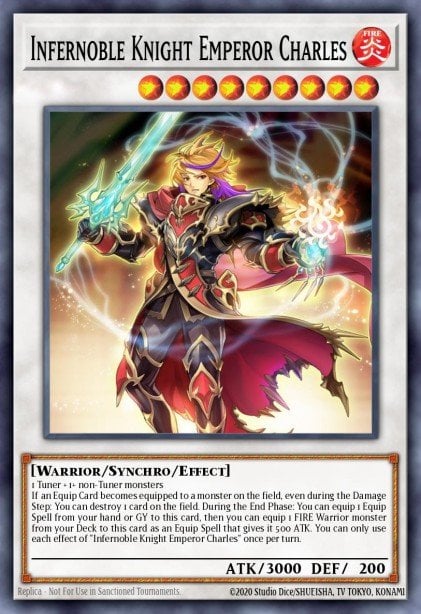 INFERNOBLE KNIGHT EMPEROR CHARLES
FIRE
炎
[WARRIOR/SYNCHRO/EFFECT]
1 Tuner + 1+ non-Tuner monsters
If an Equip Card becomes equipped to a monster on the field, even during the Damage
Step: You can destroy 1 card on the field. During the End Phase: You can equip 1 Equip
Spell from your hand or GY to this card, then you can equip 1 FIRE Warrior monster
from your Deck to this card as an Equip Spell that gives it 500 ATK. You can only use
each effect of "Infernoble Knight Emperor Charles" once per turn.
ATK/3000 DEF/ 200
Replica - Not For Use in Sanctioned Tournaments.
©2020 Studio Dice/SHUEISHA, TV TOKYO, KONAMI